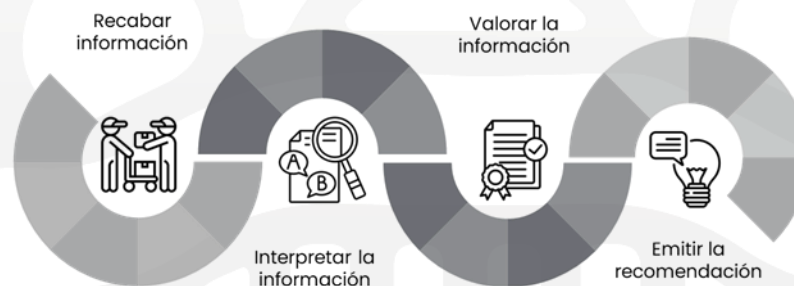 Recabar
información
Interpretar la
información
A
B
Valorar la
información
Emitir la
recomendación